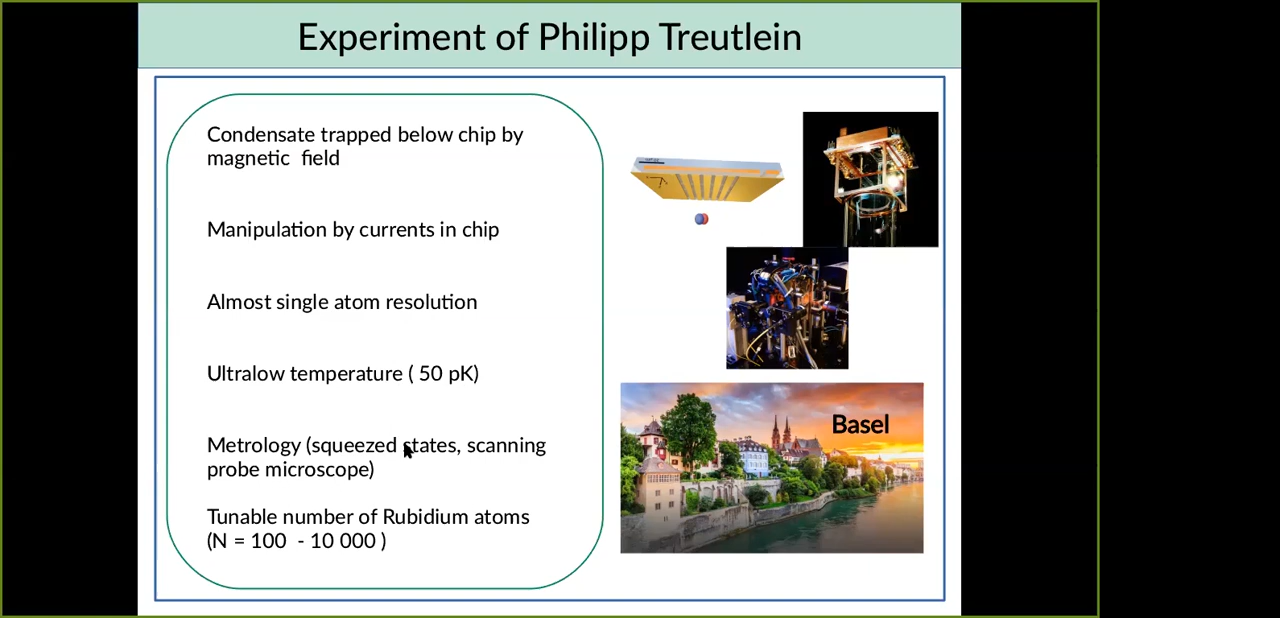 Experiment of Philipp Treutlein
Condensate trapped below chip by
magnetic field
Manipulation by currents in chip
Almost single atom resolution
Ultralow temperature ( 50 pK)
Metrology (squeezed states, scanning
probe microscope)
Tunable number of Rubidium atoms
(N = 100 - 10 000 )
Basel